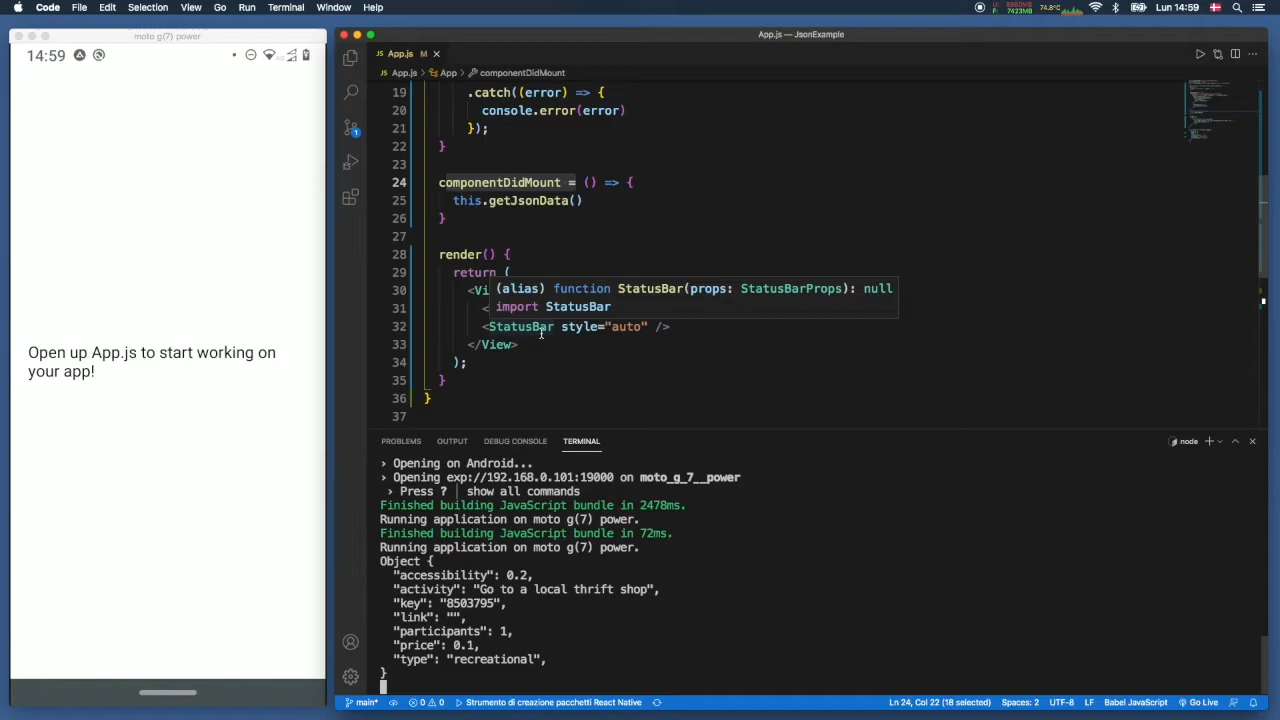 Code File Edit Selection View Go Run Terminal Window Help
74.8°C Lun 14:59
moto g(7) power
14:59
Open up App.js to start working on
your app!
App.js — JsonExample
JS App.js M
JS App.js > App > componentDidMount
19 .catch((error) => {
20 console.error(error)
21 });
22 }
23
24 componentDidMount = () => {
25 this.getJsonData()
26 }
27
28 render() {
29 return (
30 <Vi
(alias) function StatusBar(props: StatusBarProps): null
31 <
import StatusBar
32 <StatusBar style="auto" />
33 </View>
34 );
35 }
36 }
37
PROBLEMS OUTPUT DEBUG CONSOLE TERMINAL node
› Opening on Android...
› Opening exp://192.168.0.101:19000 on moto_g_7__power
› Press ? | show all commands
Finished building JavaScript bundle in 2478ms.
Running application on moto g(7) power.
Finished building JavaScript bundle in 72ms.
Running application on moto g(7) power.
Object {
"accessibility": 0.2,
"activity": "Go to a local thrift shop",
"key": "8503795",
"link": "",
"participants": 1,
"price": 0.1,
"type": "recreational",
}
main* 0 0 Strumento di creazione pacchetti React Native Ln 24, Col 22 (18 selected) Spaces: 2 UTF-8 LF Babel JavaScript Go Live